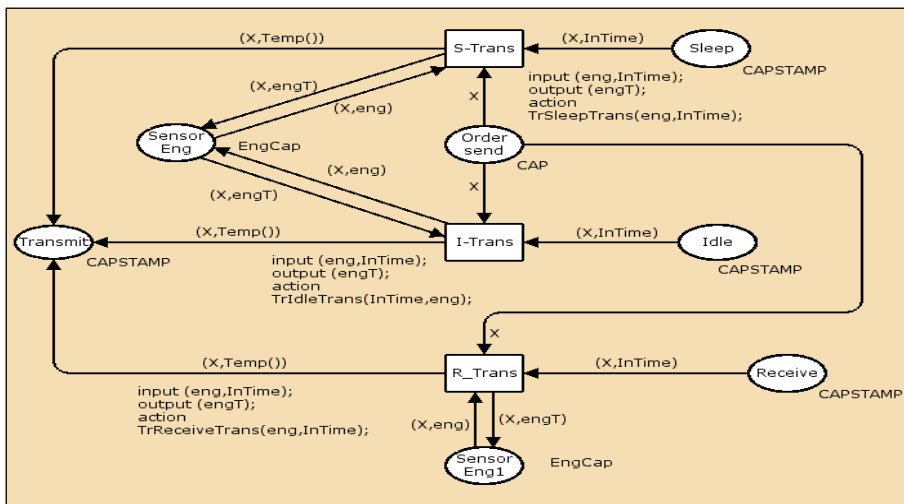 (X,Temp())
S-Trans
(X,InTime)
Sleep
CAPSTAMP
(X,engT)
(X,eng)
X
input (eng,InTime);
output (engT);
action
TrSleepTrans(eng,InTime);
Sensor
Eng
EngCap
Order
send
CAP
(X,eng)
(X,engT)
X
Transmit
CAPSTAMP
(X,Temp())
I-Trans
(X,InTime)
Idle
CAPSTAMP
input (eng,InTime);
output (engT);
action
TrIdleTrans(InTime,eng);
X
(X,Temp())
R_Trans
(X,InTime)
Receive
CAPSTAMP
input (eng,InTime);
output (engT);
action
TrReceiveTrans(eng,InTime);
(X,eng)
(X,engT)
Sensor
Eng1
EngCap